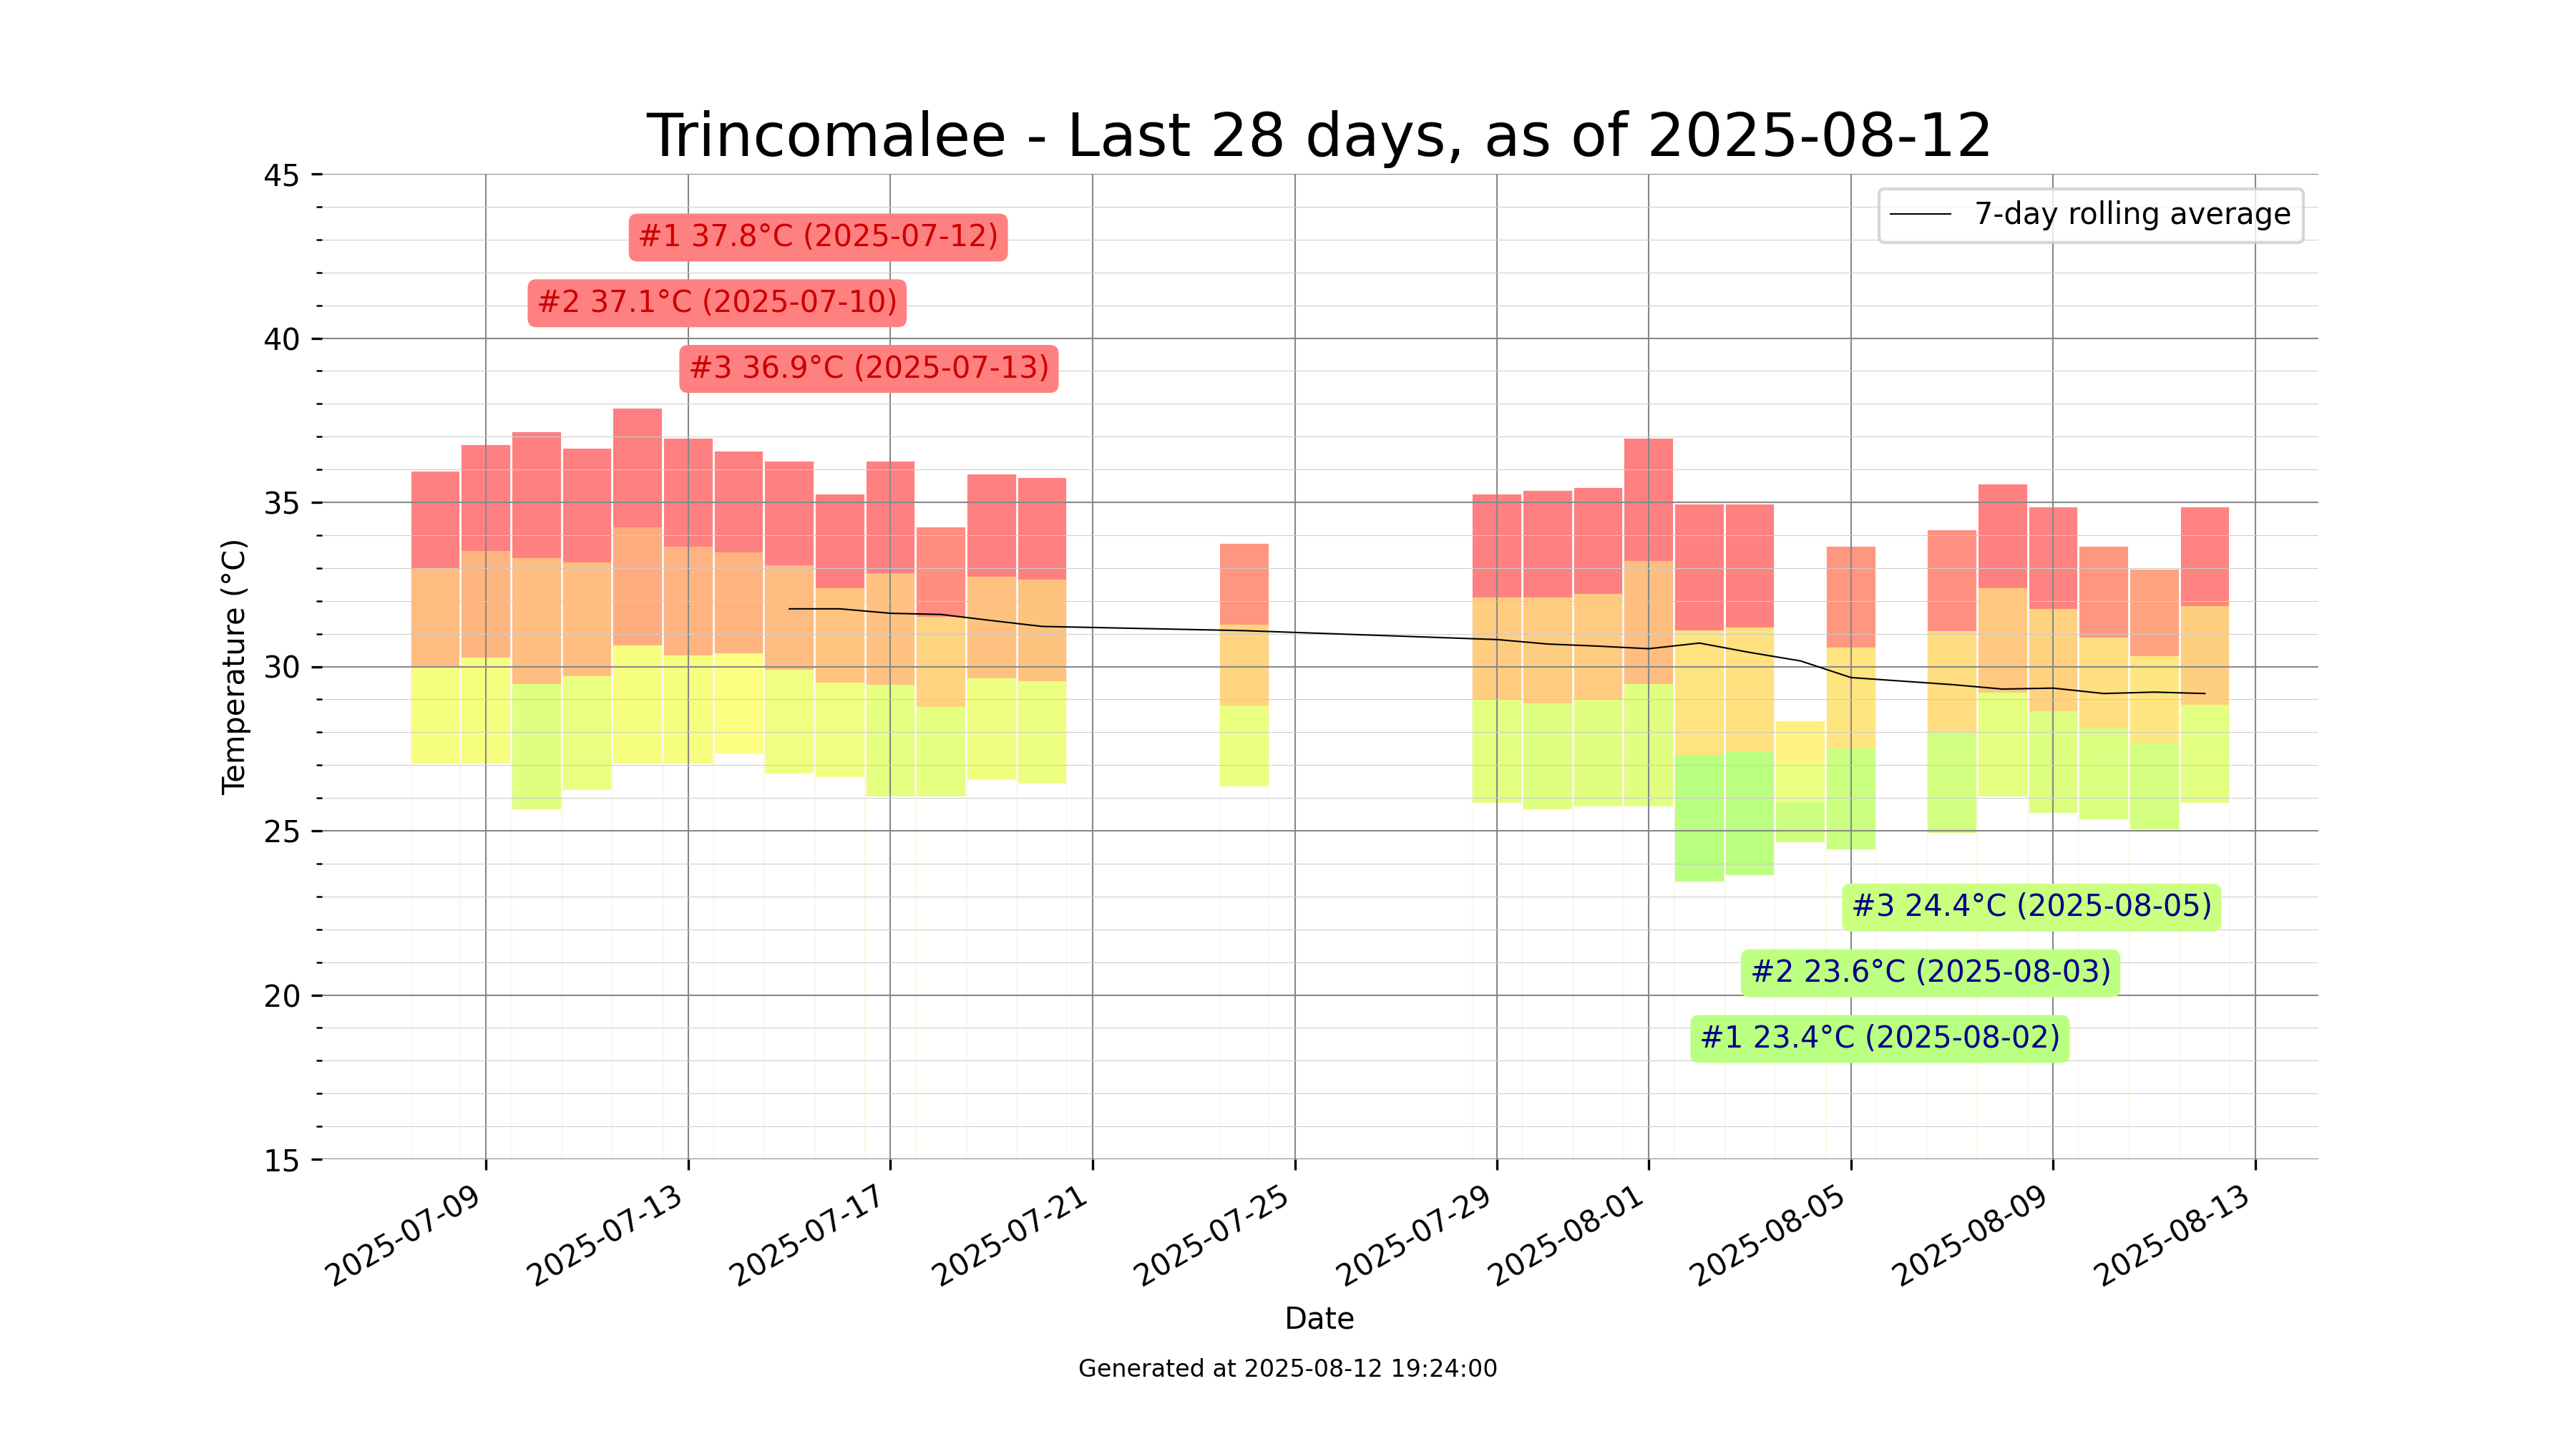 Trincomalee - Last 28 days, as of 2025-08-12
7-day rolling average
#1 37.8°C (2025-07-12)
#2 37.1°C (2025-07-10)
#3 36.9°C (2025-07-13)
#3 24.4°C (2025-08-05)
#2 23.6°C (2025-08-03)
#1 23.4°C (2025-08-02)
Temperature (°C)
45
40
35
30
25
20
15
2025-07-09
2025-07-13
2025-07-17
2025-07-21
2025-07-25
2025-07-29
2025-08-01
2025-08-05
2025-08-09
2025-08-13
Date
Generated at 2025-08-12 19:24:00